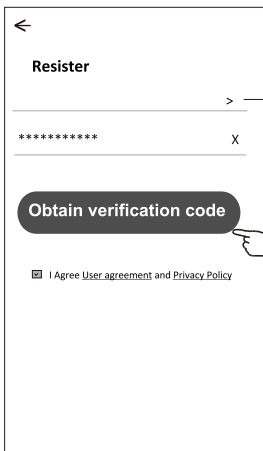 Resister
>
*********** X
Obtain verification code
I Agree User agreement and Privacy Policy